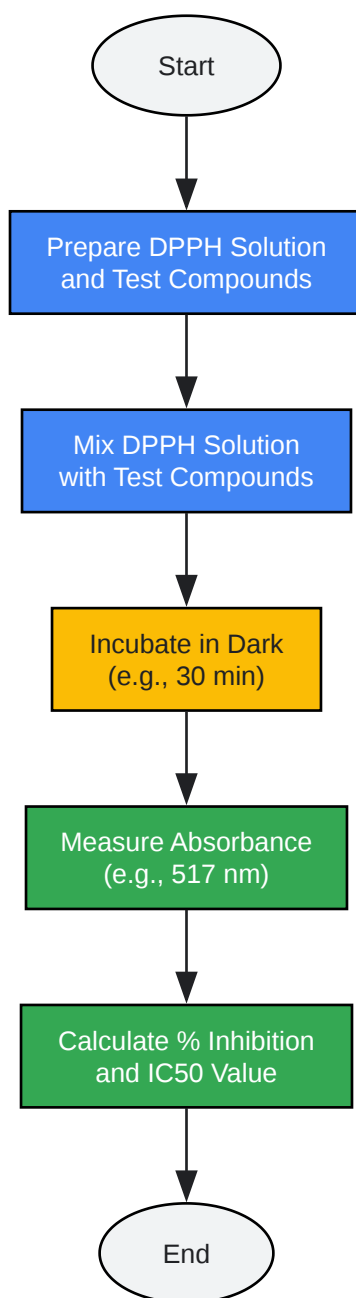 Start
Prepare DPPH Solution
and Test Compounds
Mix DPPH Solution
with Test Compounds
Incubate in Dark
(e.g., 30 min)
Measure Absorbance
(e.g., 517 nm)
Calculate % Inhibition
and IC50 Value
End